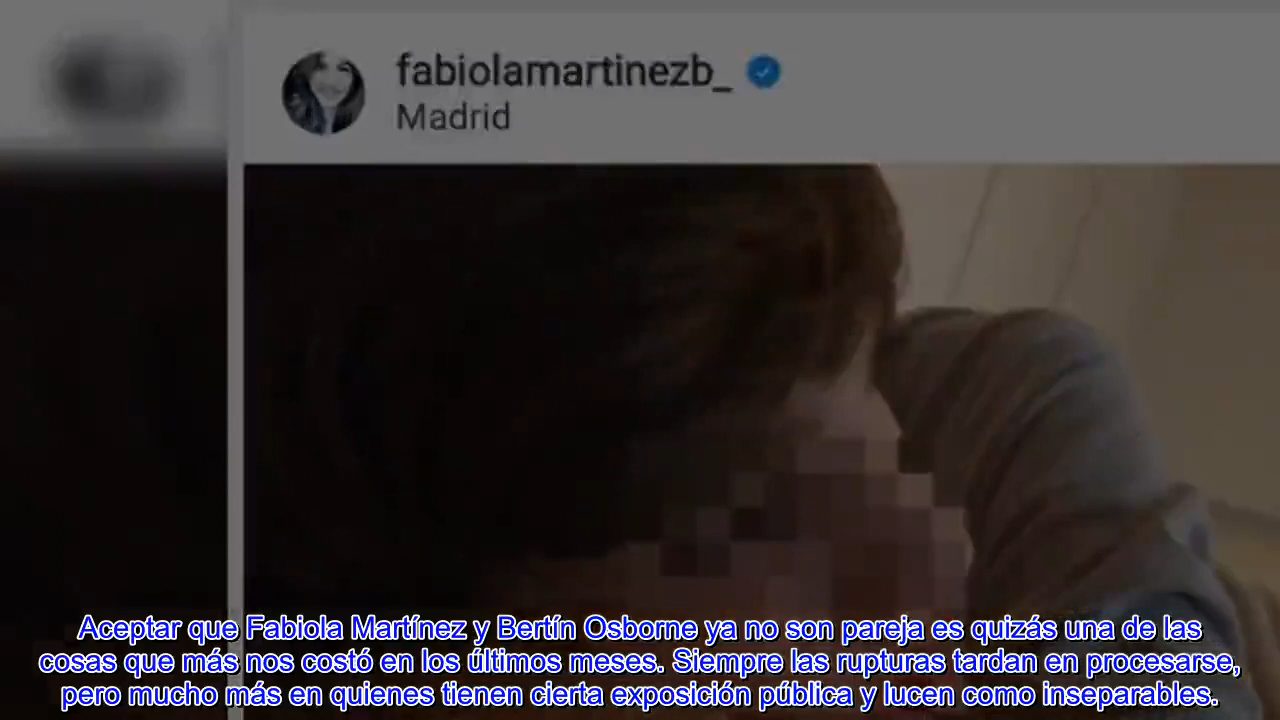 fabiolamartinezb_
Madrid
Aceptar que Fabiola Martínez y Bertín Osborne ya no son pareja es quizás una de las
cosas que más nos costó en los últimos meses. Siempre las rupturas tardan en procesarse,
pero mucho más en quienes tienen cierta exposición pública y lucen como inseparables.